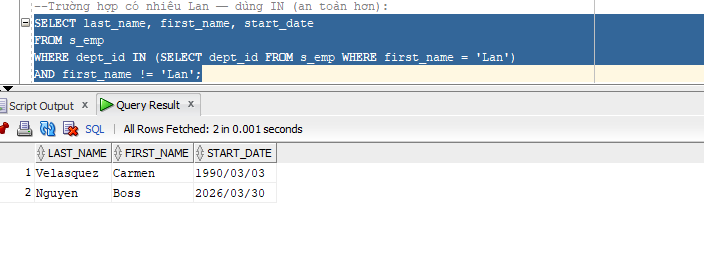 --Trường hợp có nhiều Lan — dùng IN (an toàn hơn):
SELECT last_name, first_name, start_date
FROM s_emp
WHERE dept_id IN (SELECT dept_id FROM s_emp WHERE first_name = 'Lan')
AND first_name != 'Lan';
Script Output x Query Result x
SQL | All Rows Fetched: 2 in 0.001 seconds
LAST_NAME FIRST_NAME START_DATE
1 Velasquez Carmen 1990/03/03
2 Nguyen Boss 2026/03/30